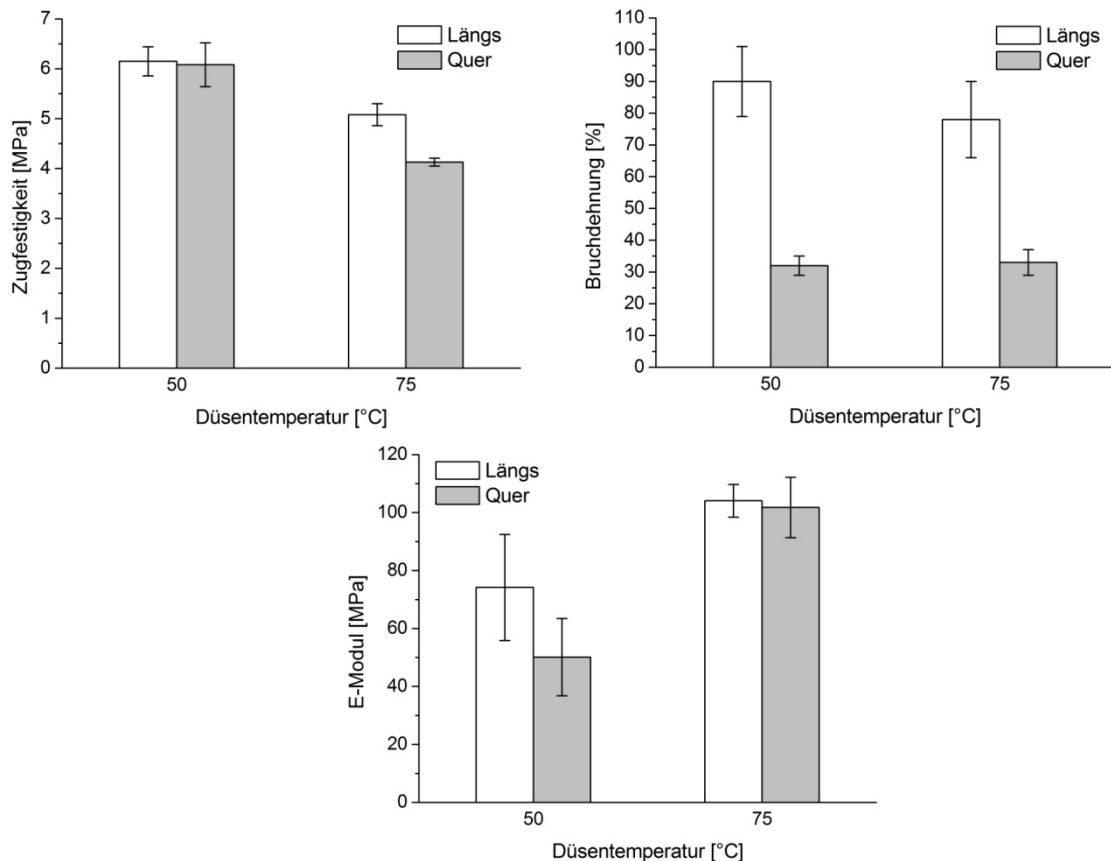 7
6
5
4
3
2
1
0
Zugfestigkeit [MPa]
Längs
Quer
50
75
Düsentemperatur [°C]
110
100
90
80
70
60
50
40
30
20
10
0
Bruchdehnung [%]
Längs
Quer
50
75
Düsentemperatur [°C]
120
100
80
60
40
20
0
E-Modul [MPa]
Längs
Quer
50
75
Düsentemperatur [°C]